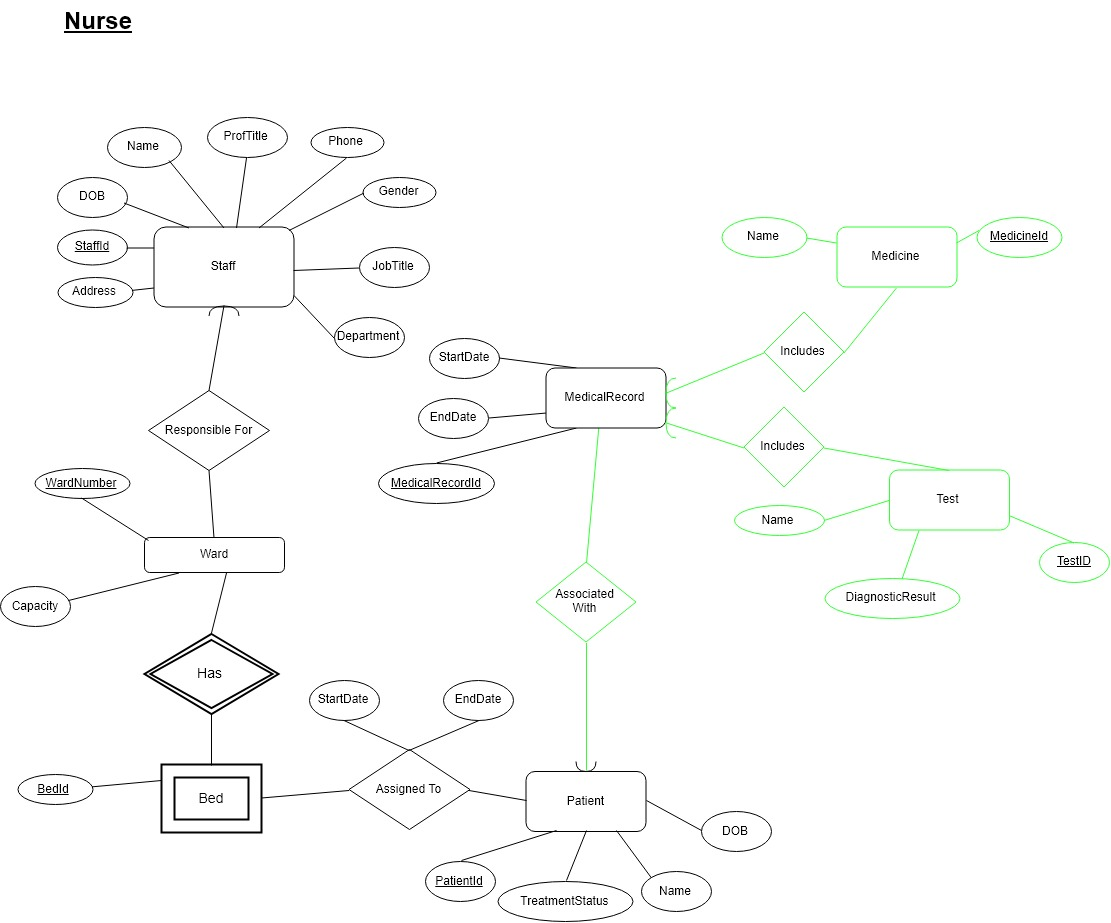 Nurse
Name
ProfTitle
Phone
DOB
Gender
StaffId
Staff
JobTitle
Address
Department
Name
MedicineId
Medicine
Includes
StartDate
MedicalRecord
EndDate
Includes
Responsible For
WardNumber
MedicalRecordId
Test
Name
TestID
Ward
DiagnosticResult
Associated
With
Capacity
Has
StartDate
EndDate
BedId
Bed
Assigned To
Patient
DOB
PatientId
TreatmentStatus
Name